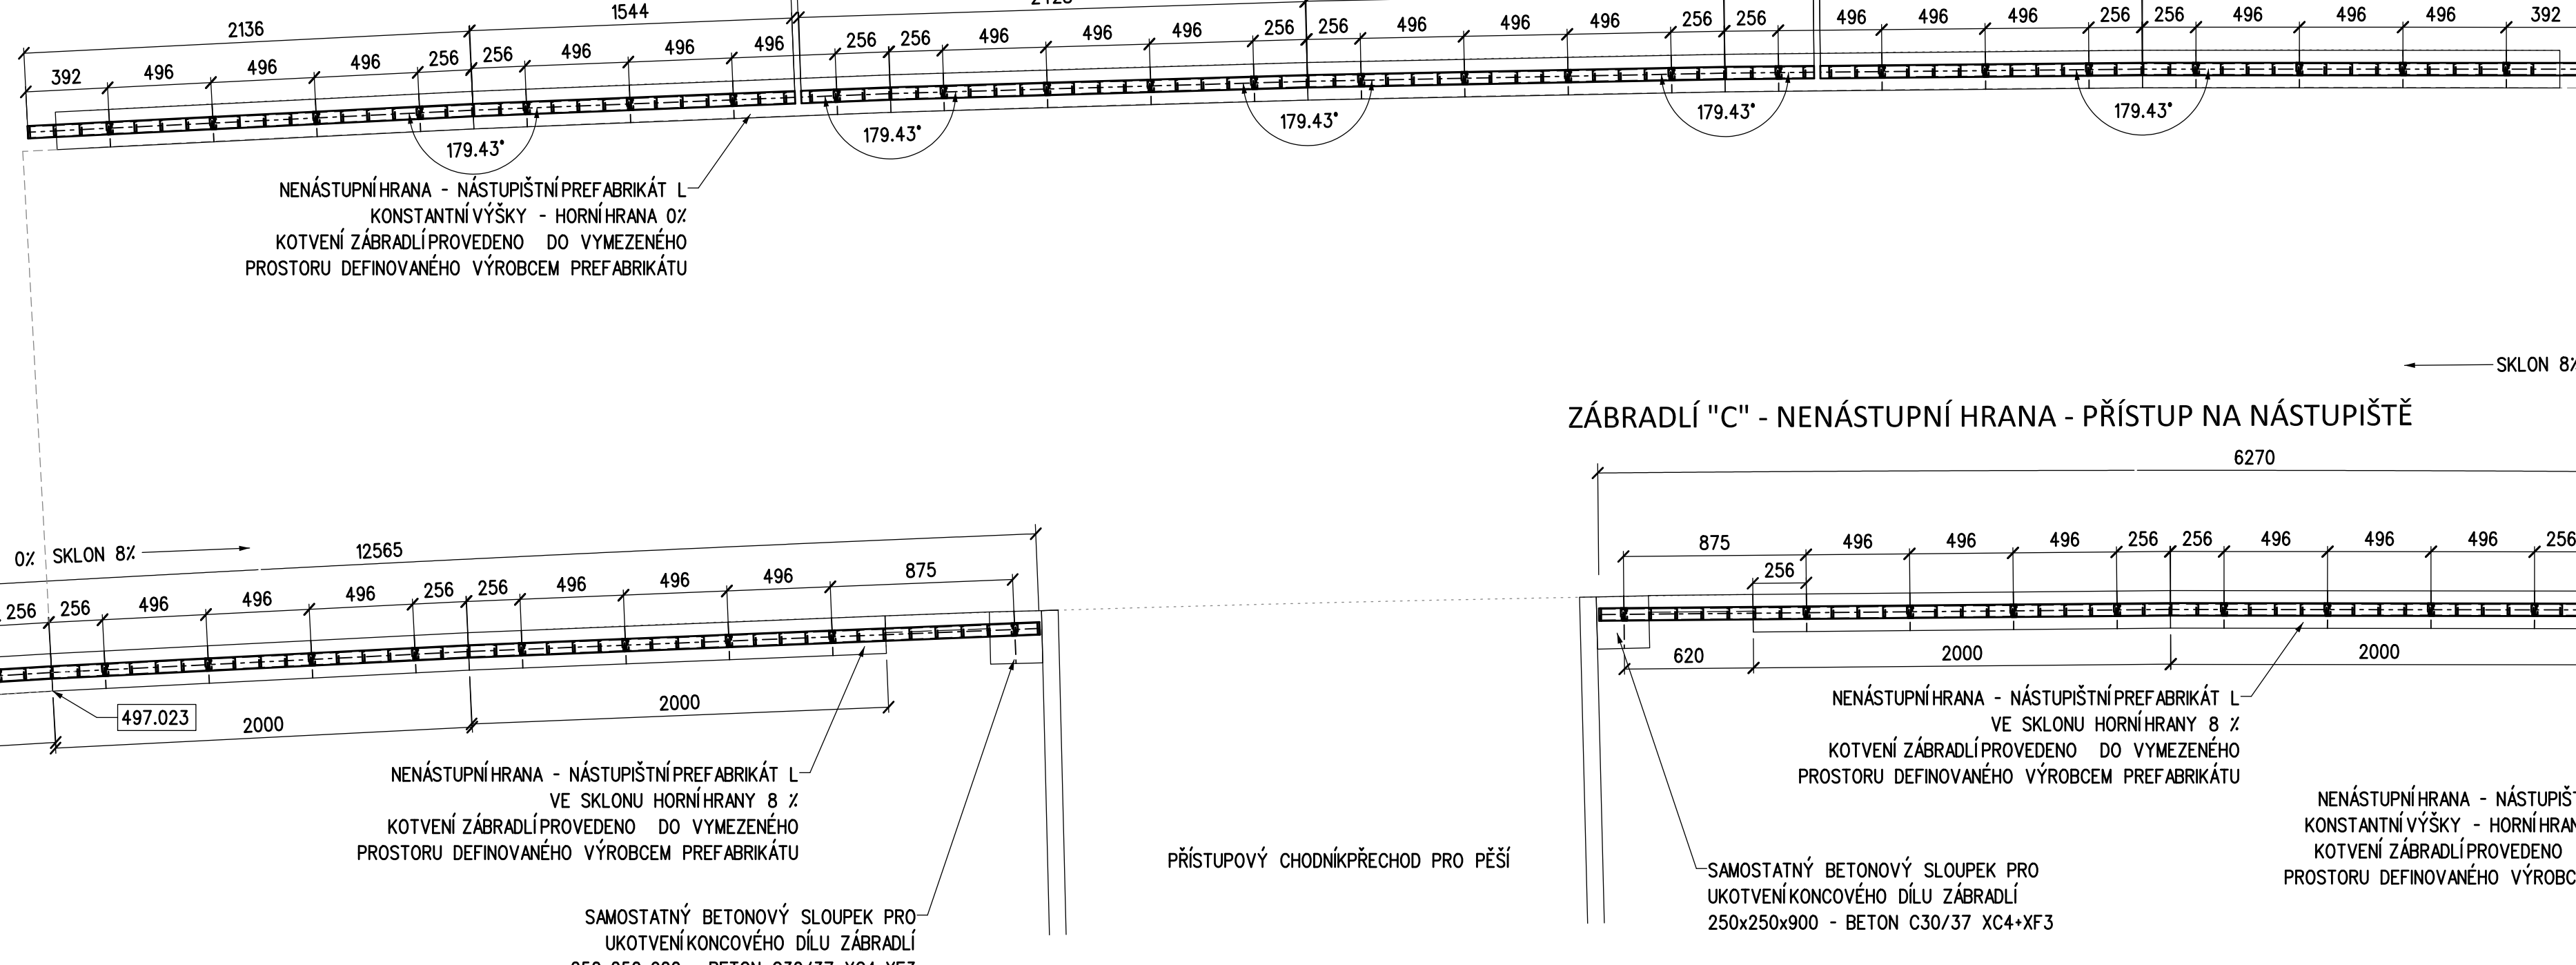 2136
1544
392
496
496
496
256
256
496
496
496
256
256
496
496
496
256
256
496
496
496
256
256
496
496
496
256
256
496
496
496
392
179.43°
179.43°
179.43°
179.43°
179.43°
NENÁSTUPNÍ HRANA - NÁSTUPIŠTNÍ PREFABRIKÁT L
KONSTANTNÍ VÝŠKY - HORNÍ HRANA 0%
KOTVENÍ ZÁBRADLÍ PROVEDENO DO VYMEZENÉHO
PROSTORU DEFINOVANÉHO VÝROBCEM PREFABRIKÁTU
SKLON 8%
ZÁBRADLÍ "C" - NENÁSTUPNÍ HRANA - PŘÍSTUP NA NÁSTUPIŠTĚ
6270
0%
SKLON 8%
12565
256
256
496
496
496
256
256
496
496
496
875
497.023
2000
2000
875
496
496
496
256
256
496
496
496
256
256
620
2000
2000
NENÁSTUPNÍ HRANA - NÁSTUPIŠTNÍ PREFABRIKÁT L
VE SKLONU HORNÍ HRANY 8 %
KOTVENÍ ZÁBRADLÍ PROVEDENO DO VYMEZENÉHO
PROSTORU DEFINOVANÉHO VÝROBCEM PREFABRIKÁTU
NENÁSTUPNÍ HRANA - NÁSTUPIŠTNÍ PREFABRIKÁT L
VE SKLONU HORNÍ HRANY 8 %
KOTVENÍ ZÁBRADLÍ PROVEDENO DO VYMEZENÉHO
PROSTORU DEFINOVANÉHO VÝROBCEM PREFABRIKÁTU
NENÁSTUPNÍ HRANA -
KONSTANTNÍ VÝŠKY -
KOTVENÍ ZÁBRADLÍ PROVEDENO
PROSTORU DEFINOVANÉHO
PŘÍSTUPOVÝ CHODNÍK PŘECHOD PRO PĚŠÍ
SAMOSTATNÝ BETONOVÝ SLOUPEK PRO
UKOTVENÍ KONCOVÉHO DÍLU ZÁBRADLÍ
250x250x900 - BETON C30/37 XC4+XF3
SAMOSTATNÝ BETONOVÝ SLOUPEK PRO
UKOTVENÍ KONCOVÉHO DÍLU ZÁBRADLÍ